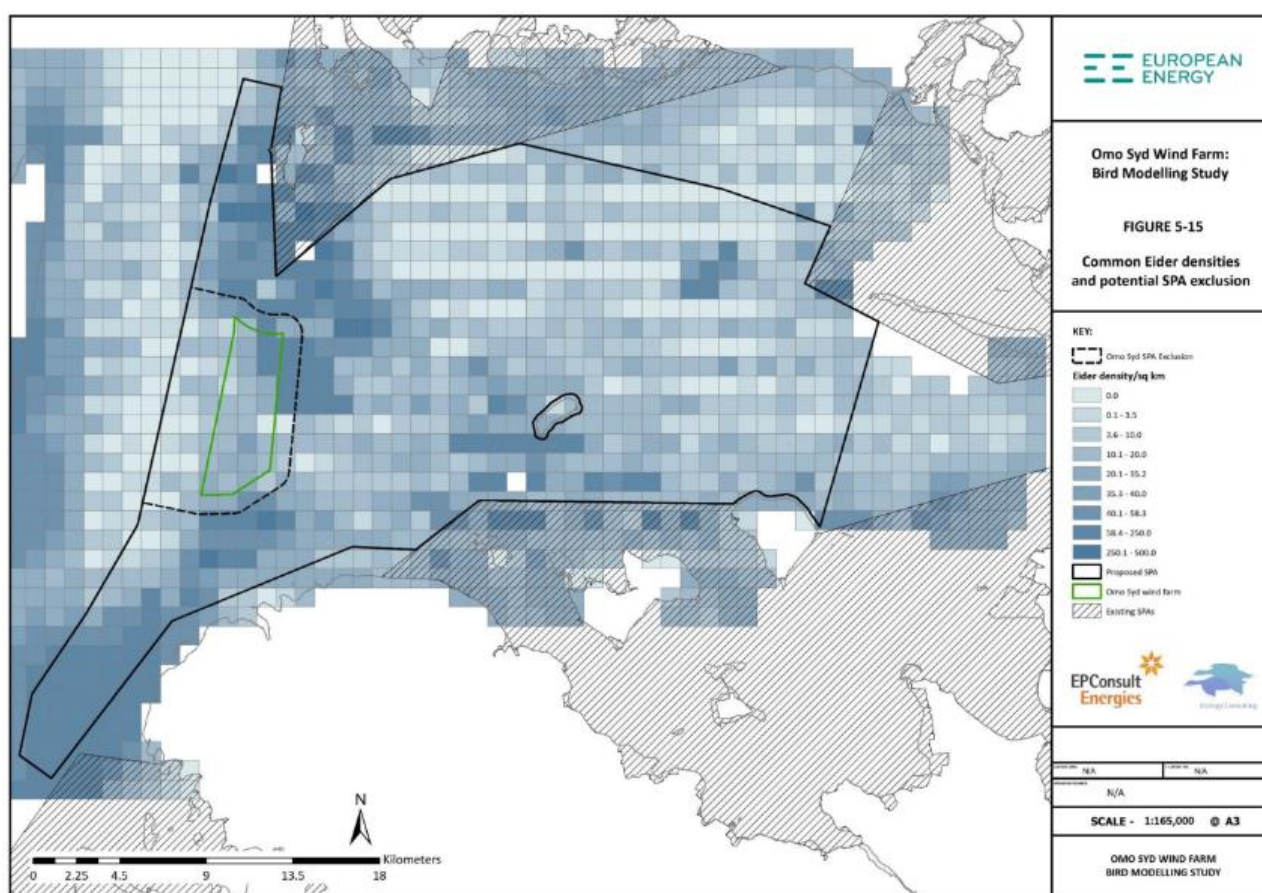 EUROPEAN
ENERGY
Omo Syd Wind Farm:
Bird Modelling Study
FIGURE 5-15
Common Eider densities
and potential SPA exclusion
KEY:
Omo Syd SPA Exclusion
Eider density/sq km
0.0
0.1 - 3.5
3.6 - 10.0
10.1 - 20.0
20.1 - 35.2
35.3 - 40.0
40.1 - 58.3
58.4 - 250.0
250.1 - 500.0
Proposed SPA
Omo Syd wind farm
Existing SPAs
EPConsult
Energies
Ecology Consulting
N/A
N/A
N/A
SCALE - 1:165,000 @ A3
OMO SYD WIND FARM
BIRD MODELLING STUDY
N
Kilometers
0 2.25 4.5 9 13.5 18